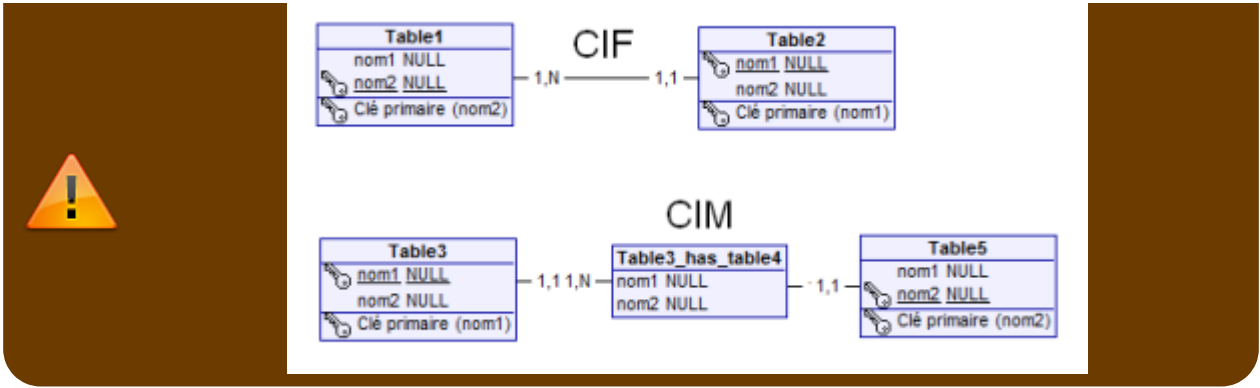 CIF
Table1
nom1 NULL
nom2 NULL
Clé primaire (nom2)
1,N
1,1
Table2
nom1 NULL
nom2 NULL
Clé primaire (nom1)
CIM
Table3
nom1 NULL
nom2 NULL
Clé primaire (nom1)
1,1 1,N
Table3_has_table4
nom1 NULL
nom2 NULL
1,1
Table5
nom1 NULL
nom2 NULL
Clé primaire (nom2)